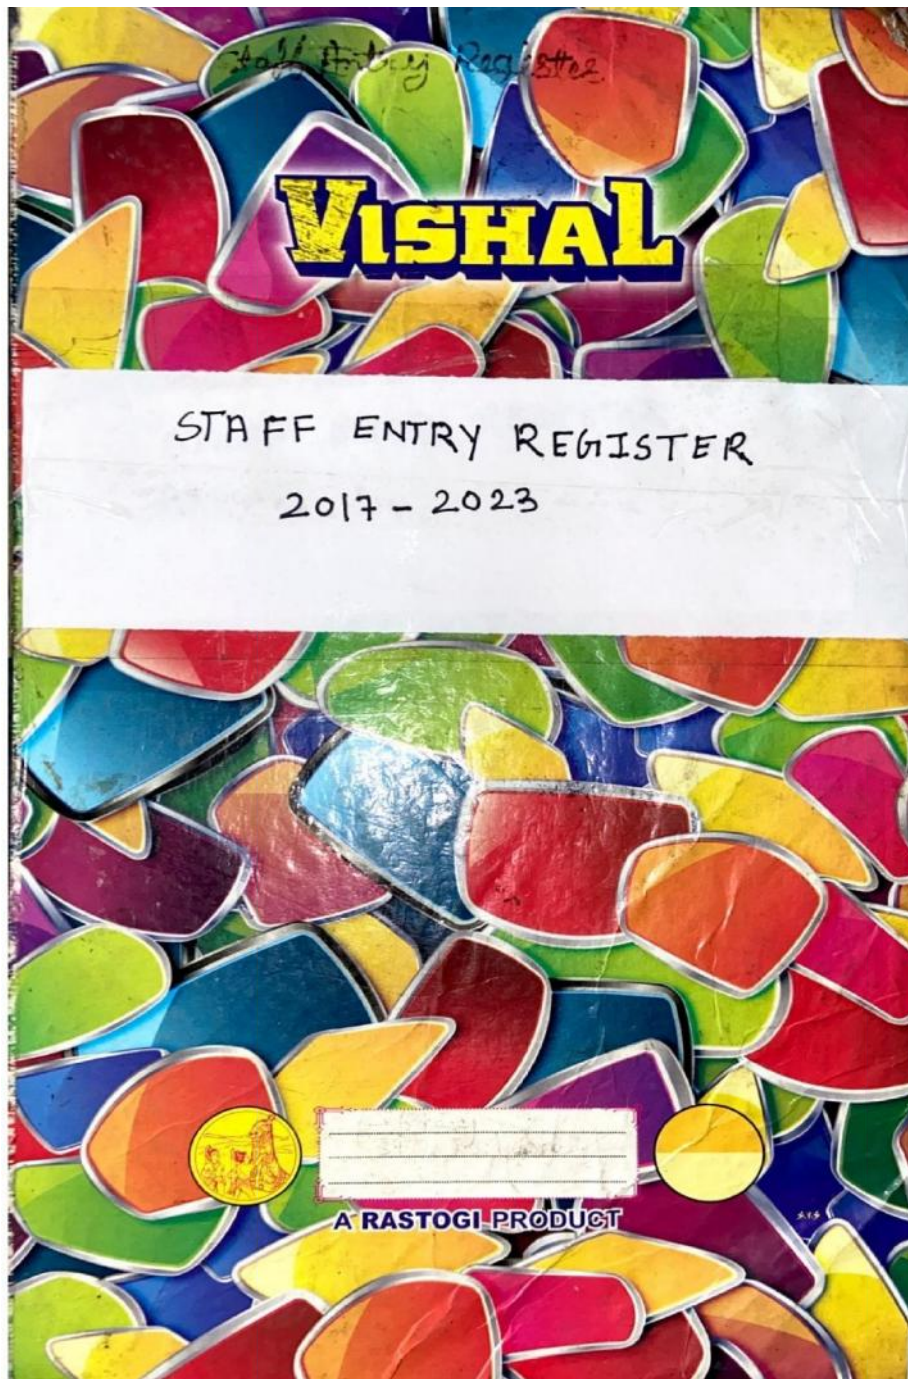 Staff Entry Register
VISHAL
STAFF ENTRY REGISTER
2017 - 2023
A RASTOGI PRODUCT